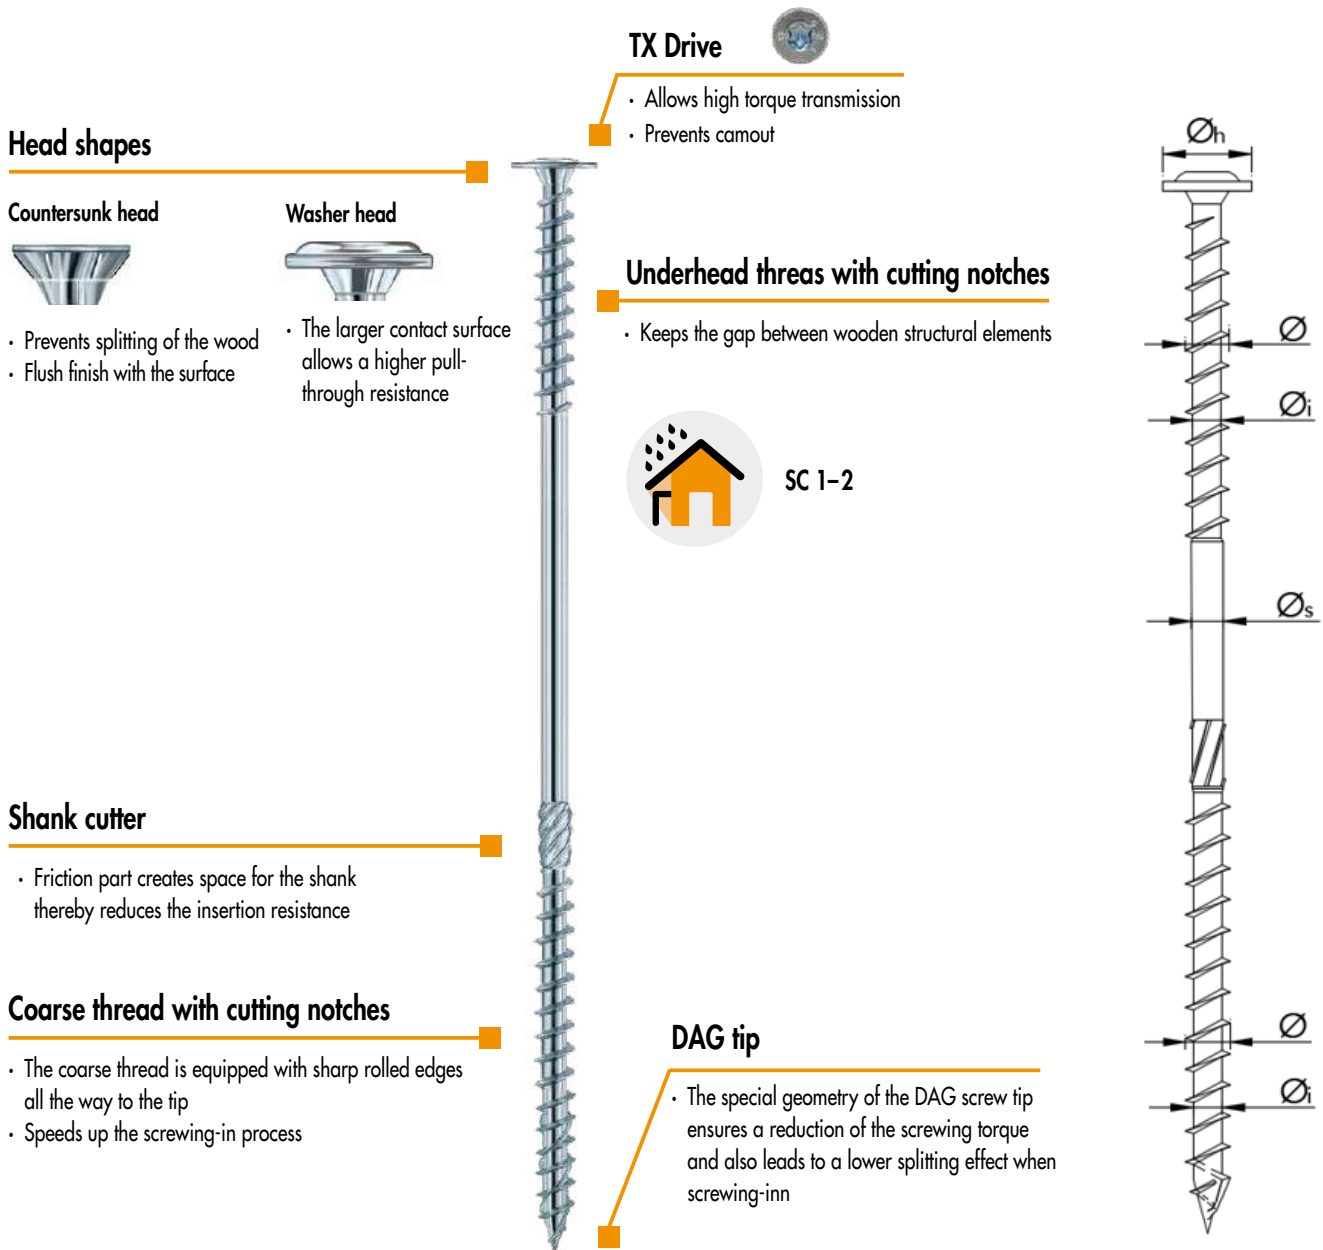 TX Drive
• Allows high torque transmission
• Prevents camout
Head shapes
Countersunk head
• Prevents splitting of the wood
• Flush finish with the surface
Washer head
• The larger contact surface
allows a higher pull-
through resistance
Underhead threas with cutting notches
• Keeps the gap between wooden structural elements
SC 1–2
Shank cutter
• Friction part creates space for the shank
thereby reduces the insertion resistance
Coarse thread with cutting notches
• The coarse thread is equipped with sharp rolled edges
all the way to the tip
• Speeds up the screwing-in process
DAG tip
• The special geometry of the DAG screw tip
ensures a reduction of the screwing torque
and also leads to a lower splitting effect when
screwing-inn
Øh
Ø
Øi
Øs
Ø
Øi